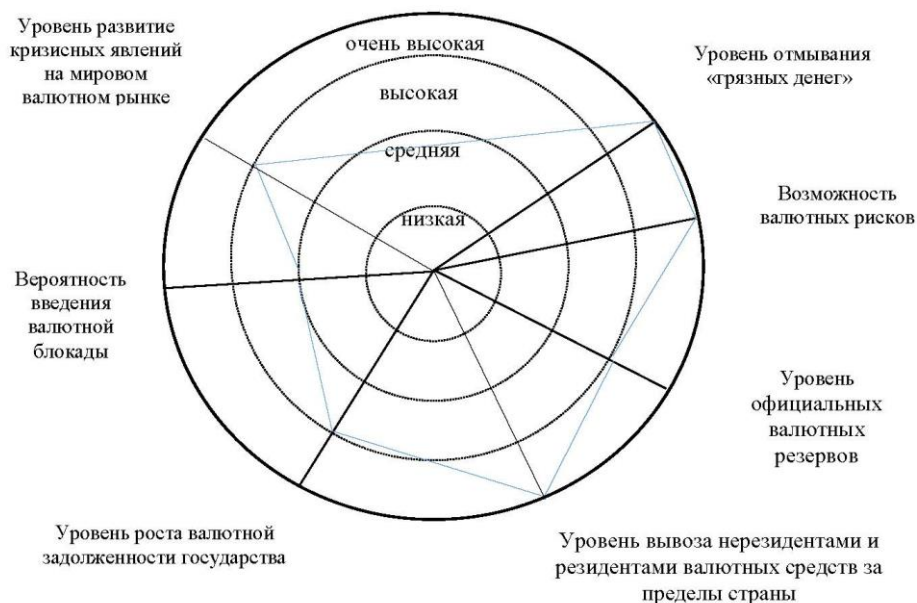 Уровень развитие
кризисных явлений
на мировом
валютном рынке
очень высокая
высокая
средняя
низкая
Уровень отмывания
«грязных денег»
Возможность
валютных рисков
Вероятность
введения
валютной
блокады
Уровень
официальных
валютных
резервов
Уровень роста валютной
задолженности государства
Уровень вывоза нерезидентами и
резидентами валютных средств за
пределы страны